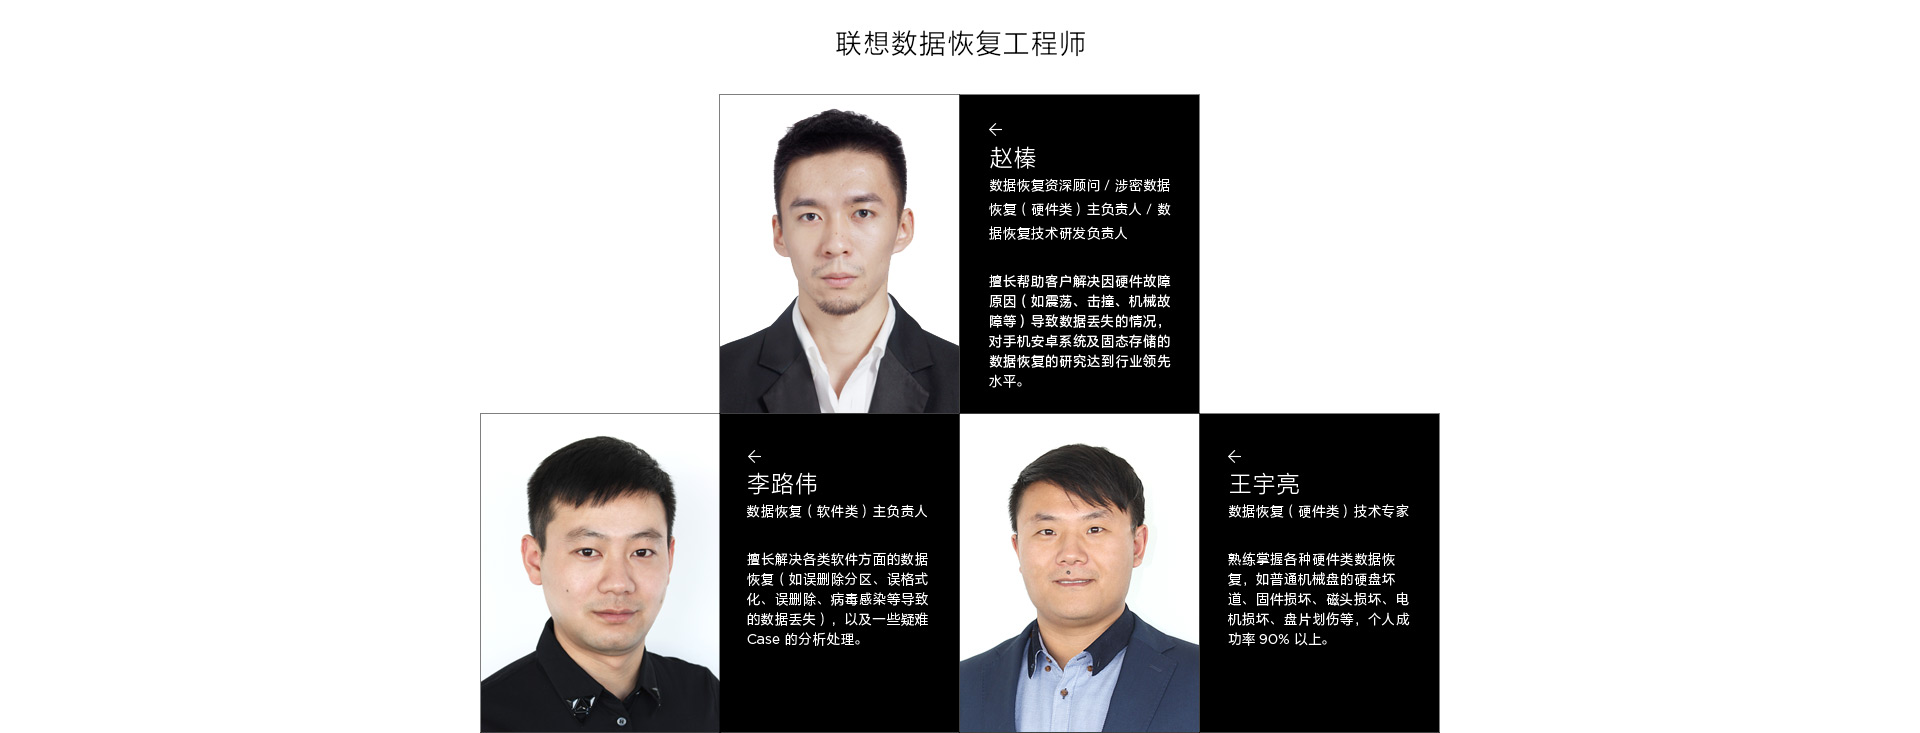 联想数据恢复工程师
赵榛
数据恢复资深顾问 / 涉密数据
恢复（硬件类）主负责人 / 数
据恢复技术研发负责人
擅长帮助客户解决因硬件故障
原因（如震荡、击撞、机械故
障等）导致数据丢失的情况，
对手机安卓系统及固态存储的
数据恢复的研究达到行业领先
水平。
李路伟
数据恢复（软件类）主负责人
擅长解决各类软件方面的数据
恢复（如误删除分区、误格式
化、误删除、病毒感染等导致
的数据丢失），以及一些疑难
Case 的分析处理。
王宇亮
数据恢复（硬件类）技术专家
熟练掌握各种硬件类数据恢
复，如普通机械盘的硬盘坏
道、固件损坏、磁头损坏、电
机损坏、盘片划伤等，个人成
功率 90% 以上。